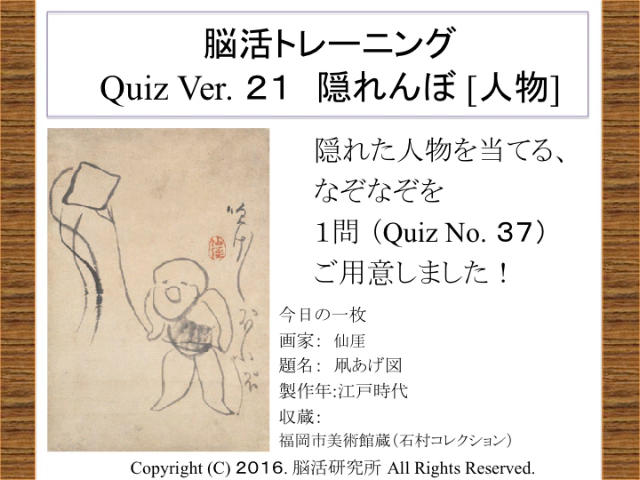 脳活トレーニング
Quiz Ver. ２１　隠れんぼ [人物]
隠れた人物を当てる、
なぞなぞを
１問（Quiz No. ３７）
ご用意しました！
今日の一枚
画家：　仙厓
題名：　凧あげ図
製作年:江戸時代
収蔵：
福岡市美術館蔵（石村コレクション）
Copyright (C) ２０１６. 脳活研究所 All Rights Reserved.